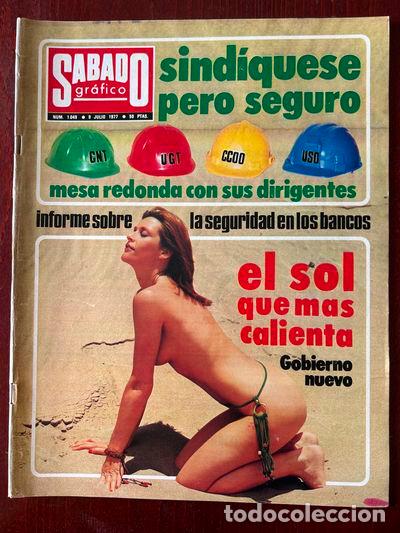 SABADO
gráfico
NUM. 1.049 • 9 JULIO 1977 • 50 PTAS.
sindíquese
pero seguro
CNT
UGT
CCOO
USO
mesa redonda con sus dirigentes
informe sobre la seguridad en los bancos
el sol
que mas
calienta
Gobierno
nuevo
todocoleccion.net